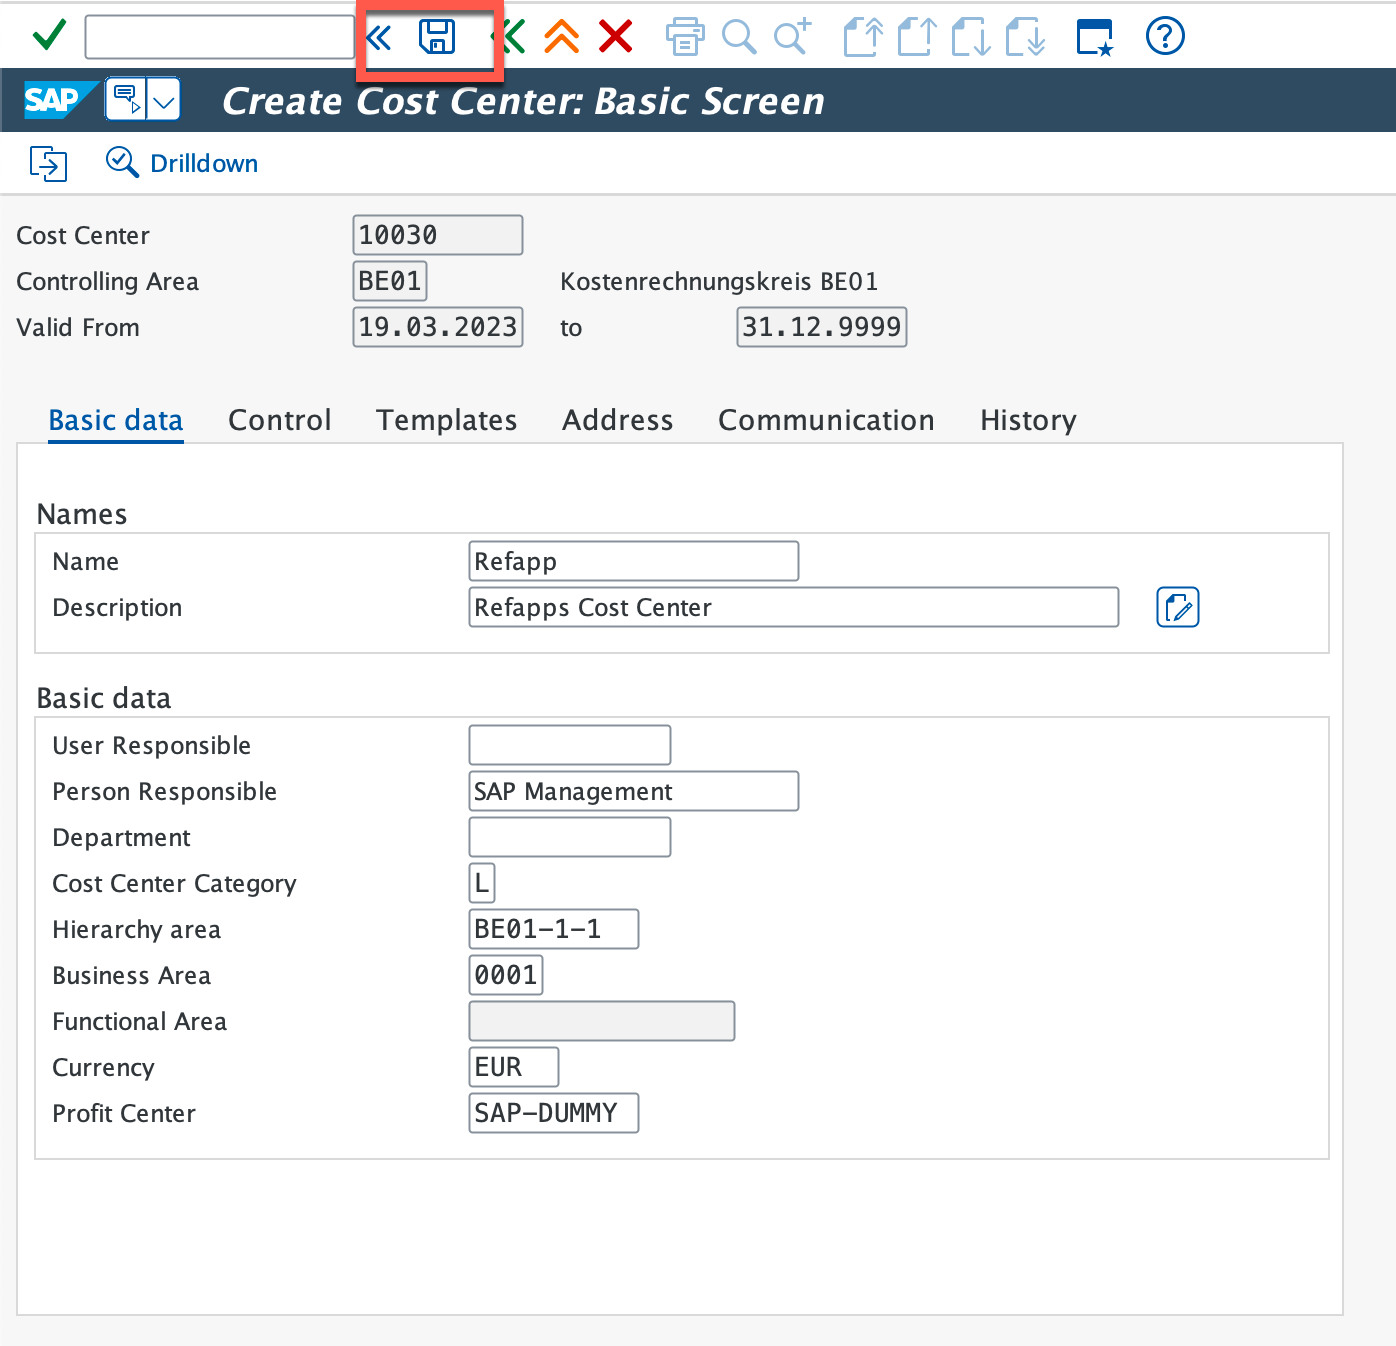 SAP Create Cost Center: Basic Screen
Drilldown
Cost Center 10030
Controlling Area BE01 Kostenrechnungskreis BE01
Valid From 19.03.2023 to 31.12.9999
Basic data Control Templates Address Communication History
Names
Name Refapp
Description Refapps Cost Center
Basic data
User Responsible
Person Responsible SAP Management
Department
Cost Center Category L
Hierarchy area BE01-1-1
Business Area 0001
Functional Area
Currency EUR
Profit Center SAP-DUMMY